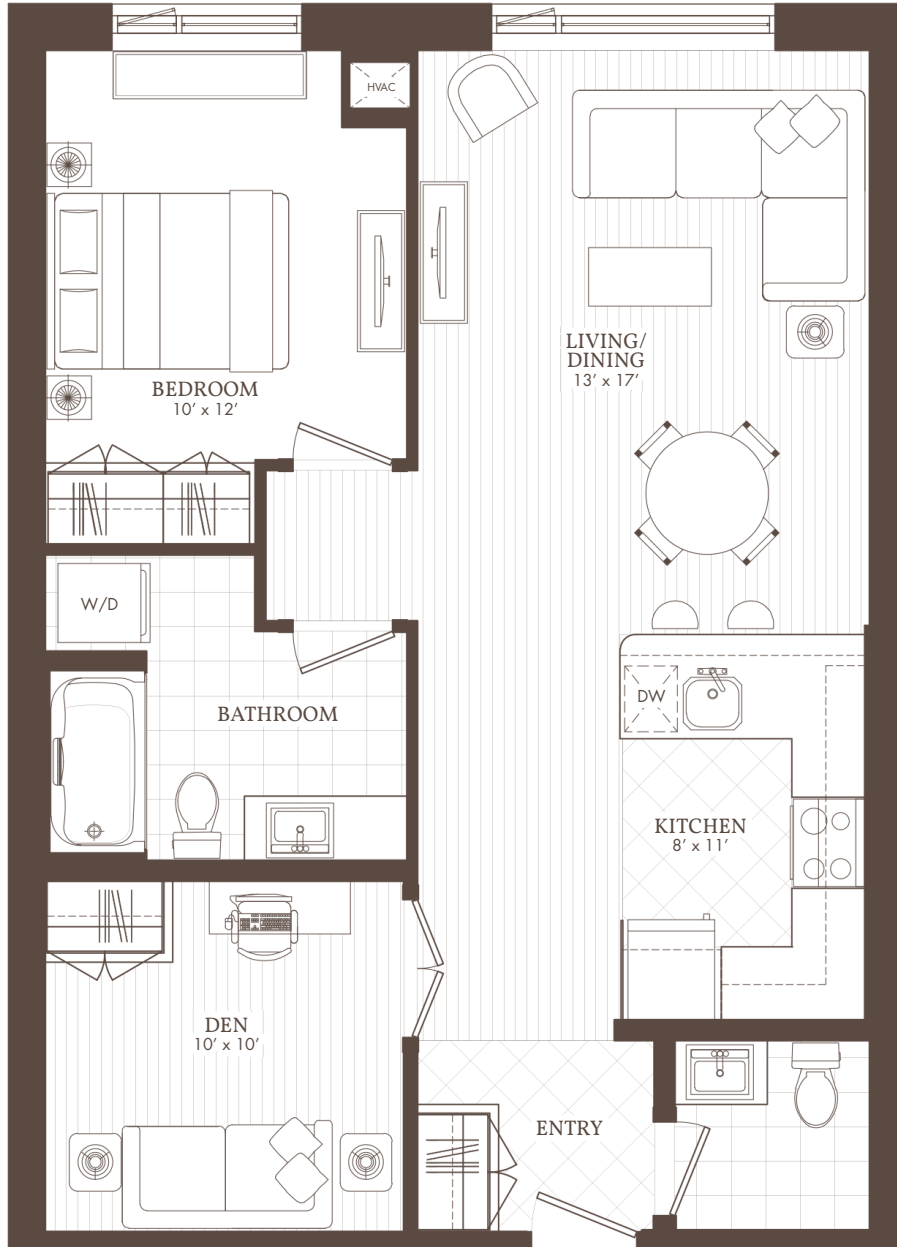 HVAC
LIVING/
DINING
13’ x 17’
BEDROOM
10’ x 12’
W/D
DW
BATHROOM
KITCHEN
8’ x 11’
DEN
10’ x 10’
ENTRY